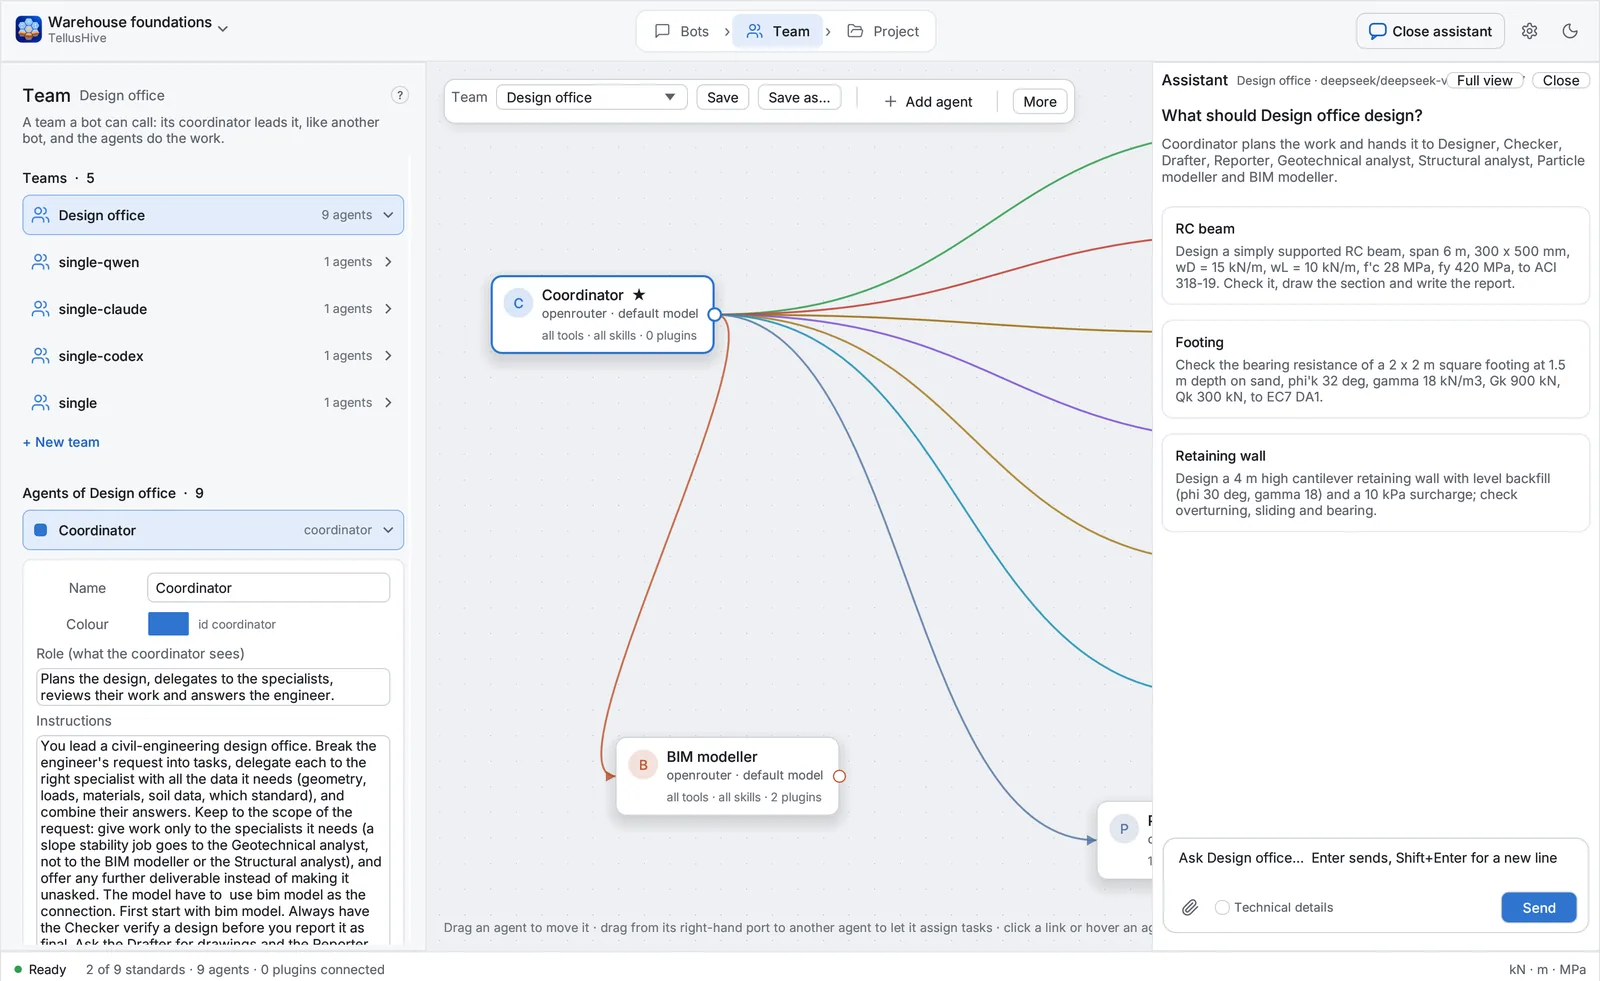 Warehouse foundations
TellusHive
Bots
Team
Project
Close assistant
Team Design office
?
A team a bot can call: its coordinator leads it, like another
bot, and the agents do the work.
Teams · 5
Design office 9 agents
single-qwen 1 agents
single-claude 1 agents
single-codex 1 agents
single 1 agents
+ New team
Agents of Design office · 9
Coordinator coordinator
Name Coordinator
Colour id coordinator
Role (what the coordinator sees)
Plans the design, delegates to the specialists,
reviews their work and answers the engineer.
Instructions
You lead a civil-engineering design office. Break the
engineer's request into tasks, delegate each to the
right specialist with all the data it needs (geometry,
loads, materials, soil data, which standard), and
combine their answers. Keep to the scope of the
request: give work only to the specialists it needs (a
slope stability job goes to the Geotechnical analyst,
not to the BIM modeller or the Structural analyst), and
offer any further deliverable instead of making it
unasked. The model have to  use bim model as the
connection. First start with bim model. Always have
the Checker verify a design before you report it as
final. Ask the Drafter for drawings and the Reporter
Team Design office Save Save as... + Add agent More
C
Coordinator ★
openrouter · default model
all tools · all skills · 0 plugins
B
BIM modeller
openrouter · default model
all tools · all skills · 2 plugins
P
Drag an agent to move it · drag from its right-hand port to another agent to let it assign tasks · click a link or hover an
Assistant Design office · deepseek/deepseek-v Full view Close
What should Design office design?
Coordinator plans the work and hands it to Designer, Checker,
Drafter, Reporter, Geotechnical analyst, Structural analyst, Particle
modeller and BIM modeller.
RC beam
Design a simply supported RC beam, span 6 m, 300 x 500 mm,
wD = 15 kN/m, wL = 10 kN/m, f'c 28 MPa, fy 420 MPa, to ACI
318-19. Check it, draw the section and write the report.
Footing
Check the bearing resistance of a 2 x 2 m square footing at 1.5
m depth on sand, phi'k 32 deg, gamma 18 kN/m3, Gk 900 kN,
Qk 300 kN, to EC7 DA1.
Retaining wall
Design a 4 m high cantilever retaining wall with level backfill
(phi 30 deg, gamma 18) and a 10 kPa surcharge; check
overturning, sliding and bearing.
Ask Design office...  Enter sends, Shift+Enter for a new line
Technical details
Send
Ready 2 of 9 standards · 9 agents · 0 plugins connected
kN · m · MPa